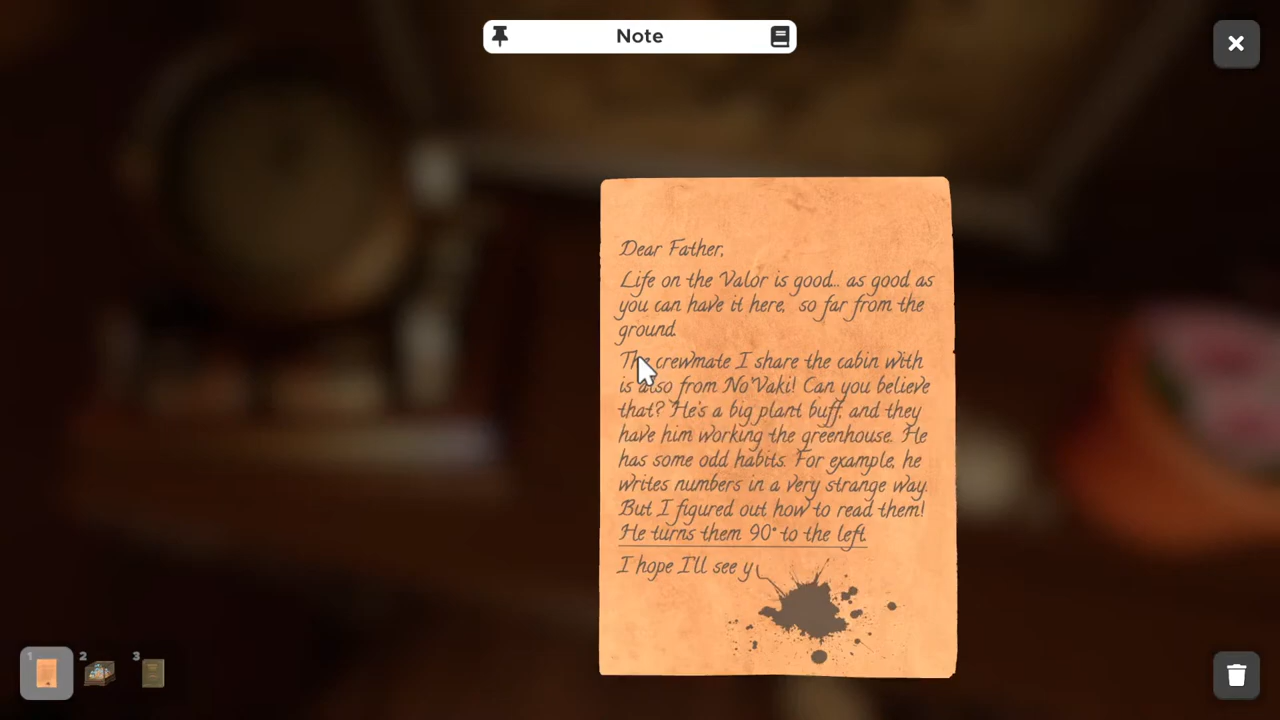 Note
Dear Father,
Life on the Valor is good... as good as
you can have it here, so far from the
ground.
The crewmate I share the cabin with
is also from No'Vaki! Can you believe
that? He's a big plant buff, and they
have him working the greenhouse. He
has some odd habits. For example, he
writes numbers in a very strange way.
But I figured out how to read them!
He turns them 90° to the left.
I hope I'll see y
1
2
3